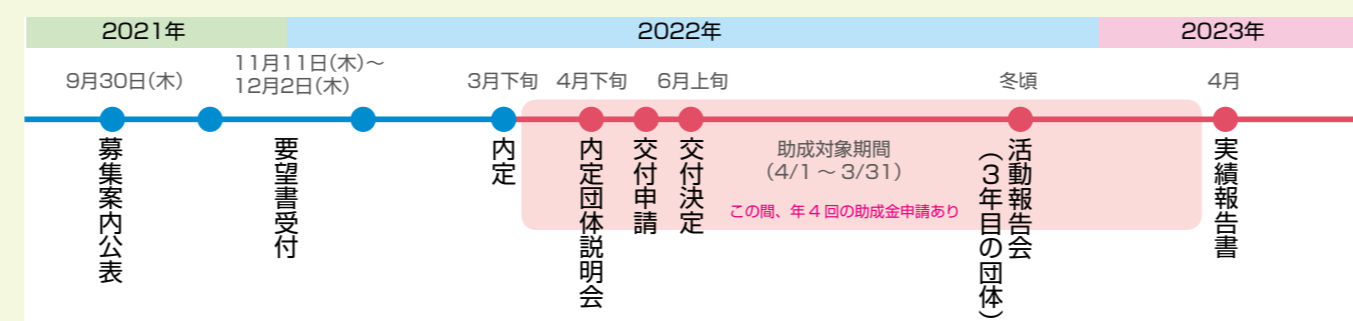 2021年
2022年
2023年
9月30日(木)
11月11日(木)～
12月2日(木)
3月下旬
4月下旬
6月上旬
冬頃
4月
募集案内公表
要望書受付
内定
内定団体説明会
交付申請
交付決定
助成対象期間
（4/1 ～ 3/31）
この間、年 4 回の助成金申請あり
活動報告会
（３年目の団体）
実績報告書